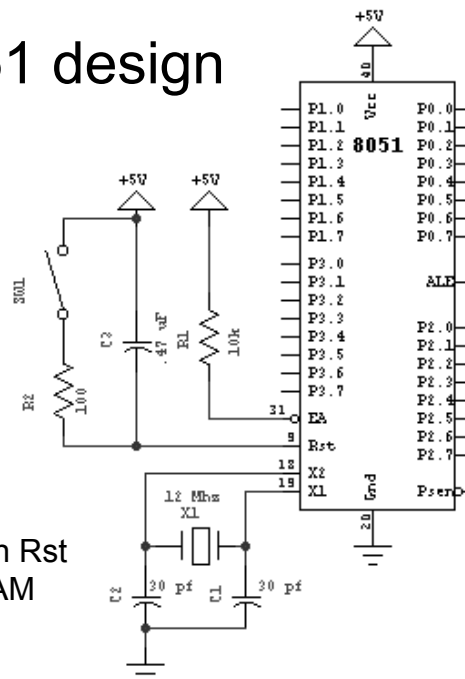 51 design
+5V
40
Vcc
8051
P1.0
P1.1
P1.2
P1.3
P1.4
P1.5
P1.6
P1.7
P3.0
P3.1
P3.2
P3.3
P3.4
P3.5
P3.6
P3.7
P0.0
P0.1
P0.2
P0.3
P0.4
P0.5
P0.6
P0.7
ALE
P2.0
P2.1
P2.2
P2.3
P2.4
P2.5
P2.6
P2.7
Psen
31
EA
9
Rst
18
X2
19
X1
Gnd
20
+5V
+5V
SW1
R2
100
C3
.47 uF
R1
10k
12 Mhz
X1
C2
30 pf
C1
30 pf
n Rst
AM